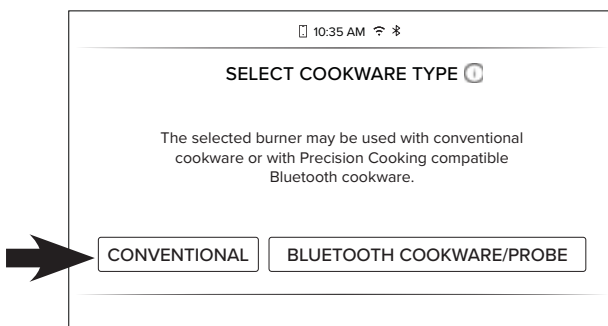 10:35 AM
SELECT COOKWARE TYPE
The selected burner may be used with conventional
cookware or with Precision Cooking compatible
Bluetooth cookware.
CONVENTIONAL
BLUETOOTH COOKWARE/PROBE